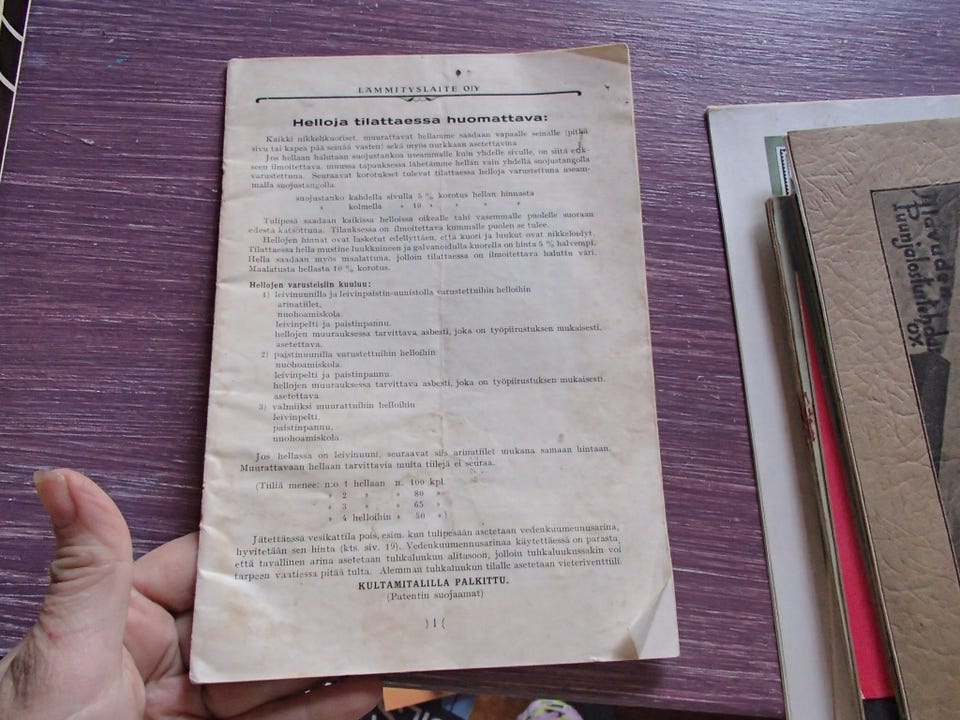 LÄMMITYSLAITE O/Y
Helloja tilattaessa huomattava:
Kaikki nikkelikuoriset, muurattavat hellamme saadaan vapaalle seinälle (pitkä
sivu tai kapea pää seinää vasten) sekä myös nurkkaan asetettavina
Jos hellaan halutaan suojustankoa useammalle kuin yhdelle sivulle, on siitä erik-
seen ilmoitettava, muussa tapauksessa lähetämme hellan vain yhdellä suojustangolla
varustettuna. Seuraavat korotukset tulevat tilattaessa helloja varustettuna useam-
malla suojustangolla.
suojustanko kahdella sivulla 5 % korotus hellan hinnasta
» kolmella » 10 » » » »
Tulipesä saadaan kaikissa helloissa oikealle tahi vasemmalle puolelle suoraan
edestä katsottuna. Tilauksessa on ilmoitettava kummalle puolen se tulee.
Hellojen hinnat ovat lasketut edellyttäen, että kuori ja luukut ovat nikkelöidyt.
Tilattaessa hella mustine luukkuineen ja galvanoidulla kuorella on hinta 5 % halvempi.
Hella saadaan myös maalattuna, jolloin tilattaessa on ilmoitettava haluttu väri.
Maalatusta hellasta 10 % korotus.
Hellojen varusteisiin kuuluu:
1) leivinuunilla ja leivinpaistin-uunistolla varustettuihin helloihin
arinatiilet,
nuohoamiskola
leivinpelti ja paistinpannu.
hellojen muurauksessa tarvittava asbesti, joka on työpiirustuksen mukaisesti.
asetettava.
2) paistinuunilla varustettuihin helloihin
nuohoamiskola.
leivinpelti ja paistinpannu.
hellojen muurauksessa tarvittava asbesti, joka on työpiirustuksen mukaisesti.
asetettava
3) valmiiksi muurattuihin helloihin
leivinpelti.
paistinpannu,
nuohoamiskola.
Jos hellassa on leivinuuni, seuraavat siis arinatiilet mukana samaan hintaan.
Muurattavaan hellaan tarvittavia muita tiilejä ei seuraa.
(Tiiliä menee: n:o 1 hellaan n. 100 kpl.
» 2 » » 80 »
» 3 » » 65 »
» 4 helloihin » 50 »)
Jätettäessä vesikattila pois, esim. kun tulipesään asetetaan vedenkuumennusarina,
hyvitetään sen hinta (kts. siv. 19). Vedenkuumennusarinaa käytettäessä on parasta
että tavallinen arina asetetaan tuhkaluukun alitasoon, jolloin tuhkaluukussakin voi
tarpeen vaatiessa pitää tulta. Alemman tuhkaluukun tilalle asetetaan vieteriventtiili.
KULTAMITALILLA PALKITTU.
(Patentin suojaamat)
) 1 (